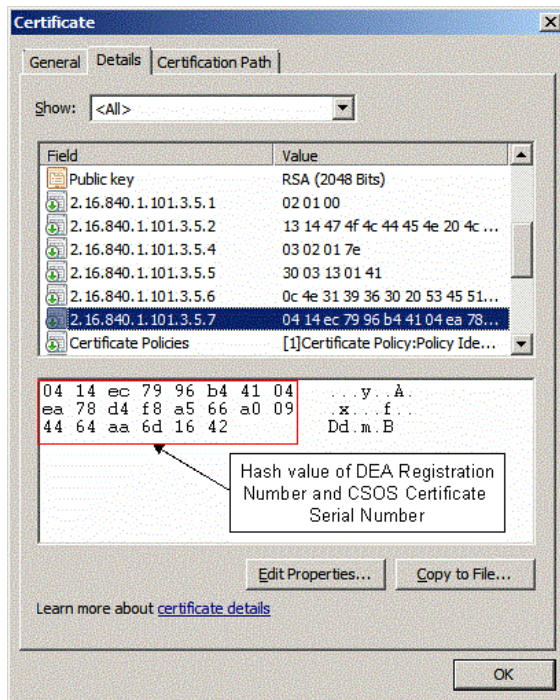 Certificate
General Details Certification Path
Show: <All>
Field Value
Public key RSA (2048 Bits)
2.16.840.1.101.3.5.1 02 01 00
2.16.840.1.101.3.5.2 13 14 47 4f 4c 44 45 4e 20 4c ...
2.16.840.1.101.3.5.4 03 02 01 7e
2.16.840.1.101.3.5.5 30 03 13 01 41
2.16.840.1.101.3.5.6 0c 4e 31 39 36 30 20 53 45 51...
2.16.840.1.101.3.5.7 04 14 ec 79 96 b4 41 04 ea 78...
Certificate Policies [1]Certificate Policy:Policy Ide...
04 14 ec 79 96 b4 41 04 ...y..A.
ea 78 d4 f8 a5 66 a0 09 .x...f..
44 64 aa 6d 16 42 Dd.m.B
Hash value of DEA Registration
Number and CSOS Certificate
Serial Number
Edit Properties... Copy to File...
Learn more about certificate details
OK